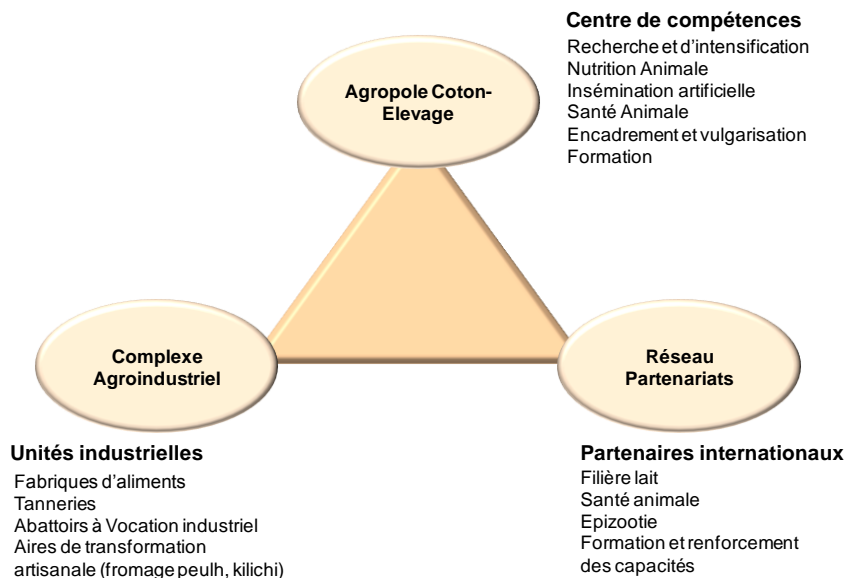 Centre de compétences
Recherche et d'intensification
Nutrition Animale
Insémination artificielle
Santé Animale
Encadrement et vulgarisation
Formation
Agropole Coton-
Elevage
Complexe
Agroindustriel
Réseau
Partenariats
Unités industrielles
Fabriques d'aliments
Tanneries
Abattoirs à Vocation industriel
Aires de transformation
artisanale (fromage peulh, kilichi)
Partenaires internationaux
Filière lait
Santé animale
Epizootie
Formation et renforcement
des capacités